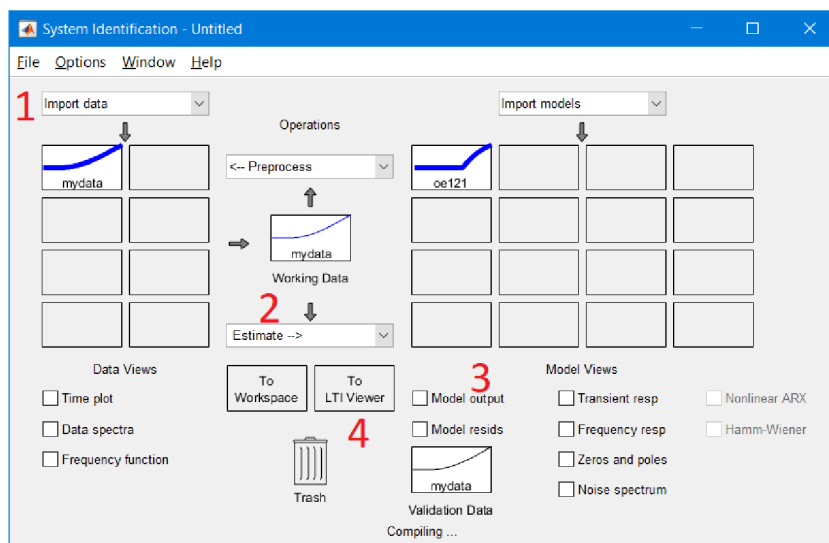 System Identification - Untitled
File Options Window Help
1
Import data
Import models
Operations
mydata
<-- Preprocess
oe121
mydata
Working Data
2
Estimate -->
Data Views
To Workspace
To LTI Viewer
3
Model Views
Time plot
Model output
Transient resp
Nonlinear ARX
Data spectra
4
Model resids
Frequency resp
Hamm-Wiener
Frequency function
Zeros and poles
Trash
mydata
Noise spectrum
Validation Data
Compiling ...